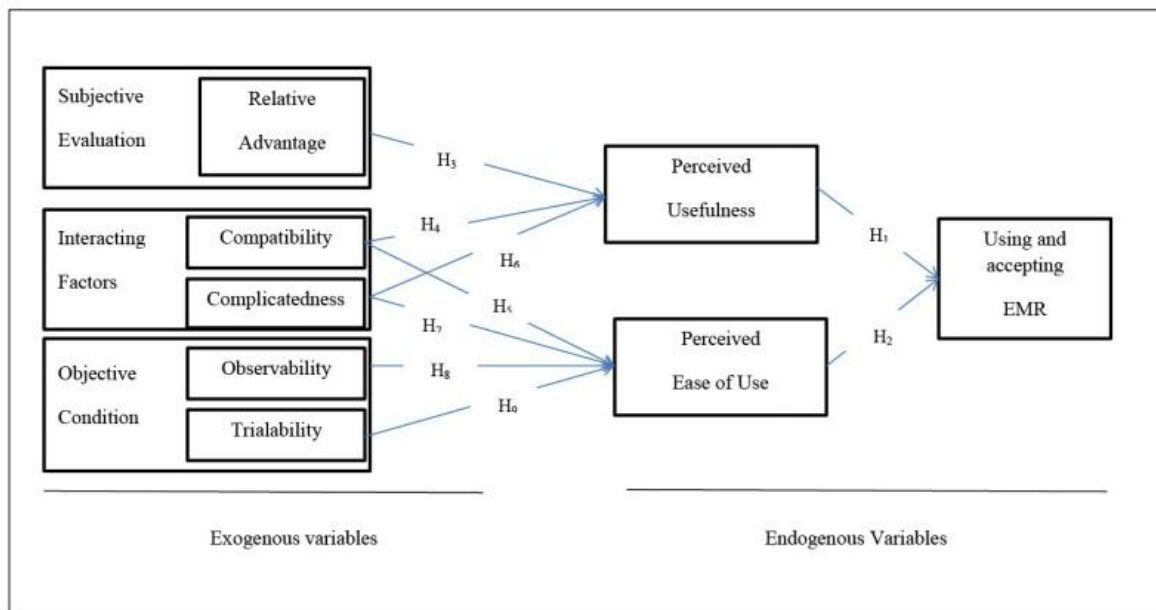 Subjective
Evaluation
Relative
Advantage
Interacting
Factors
Compatibility
Complicatedness
Objective
Condition
Observability
Trialability
H₃
H₄
H₆
H₅
H₇
H₈
H₉
Perceived
Usefulness
Perceived
Ease of Use
H₁
H₂
Using and
accepting
EMR
Exogenous variables
Endogenous Variables